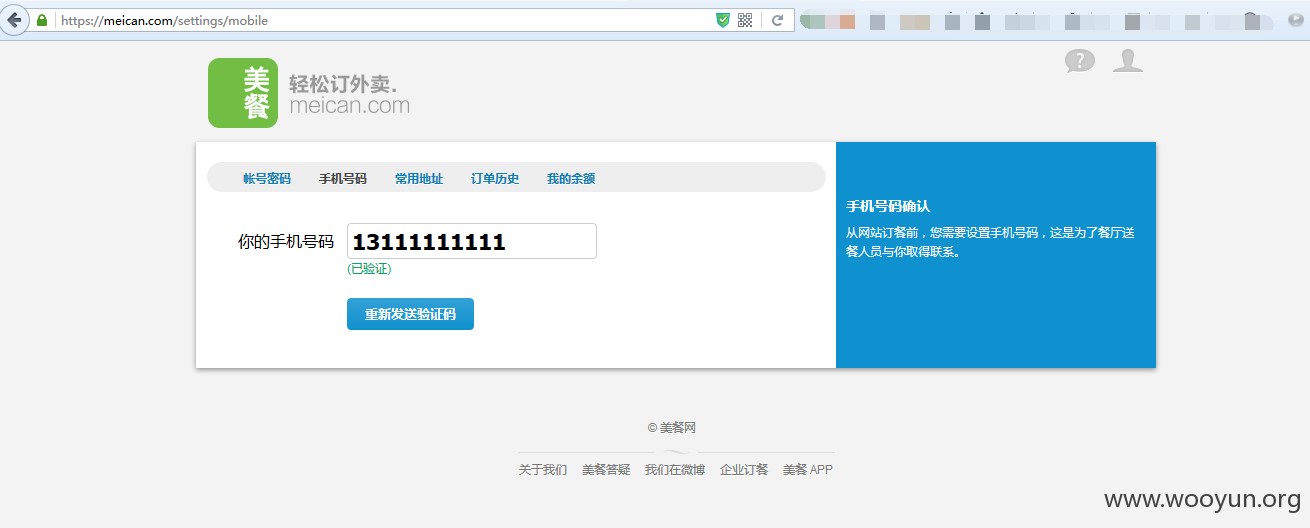 https://meican.com/settings/mobile
美餐
轻松订外卖.
meican.com
帐号密码 手机号码 常用地址 订单历史 我的余额
你的手机号码 13111111111
(已验证)
重新发送验证码
手机号码确认
从网站订餐前，您需要设置手机号码，这是为了餐厅送
餐人员与你取得联系。
© 美餐网
关于我们 美餐答疑 我们在微博 企业订餐 美餐 APP
www.wooyun.org